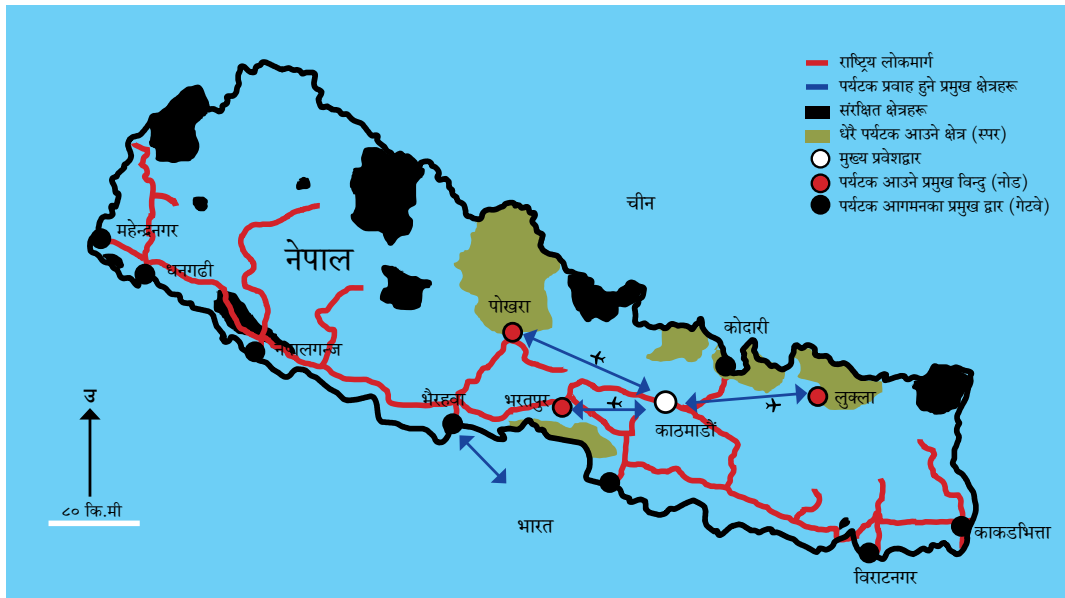 राष्ट्रिय लोकमार्ग
पर्यटक प्रवाह हुने प्रमुख क्षेत्रहरू
संरक्षित क्षेत्रहरू
धेरै पर्यटक आउने क्षेत्र (स्पर)
मुख्य प्रवेशद्वार
पर्यटक आउने प्रमुख विन्दु (नोड)
पर्यटक आगमनका प्रमुख द्वार (गेटवे)
चीन
महेन्द्रनगर
नेपाल
धनगढी
पोखरा
कोदारी
नेपालगन्ज
उ
भैरहवा
भरतपुर
लुक्ला
काठमाडौं
८० कि.मी
भारत
काकडभित्ता
विराटनगर